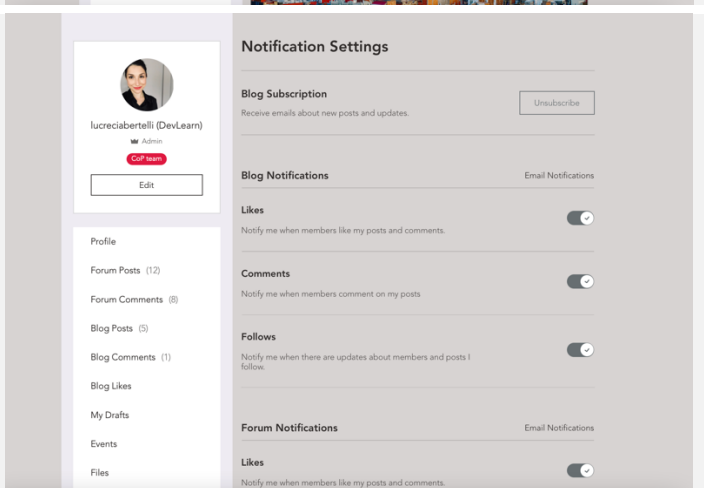 Notification Settings
lucreciabertelli (DevLearn)
Admin
CoP team
Edit
Profile
Forum Posts (12)
Forum Comments (8)
Blog Posts (5)
Blog Comments (1)
Blog Likes
My Drafts
Events
Files
Blog Subscription
Receive emails about new posts and updates.
Unsubscribe
Blog Notifications
Email Notifications
Likes
Notify me when members like my posts and comments.
Comments
Notify me when members comment on my posts
Follows
Notify me when there are updates about members and posts I
follow.
Forum Notifications
Email Notifications
Likes
Notify me when members like my posts and comments.